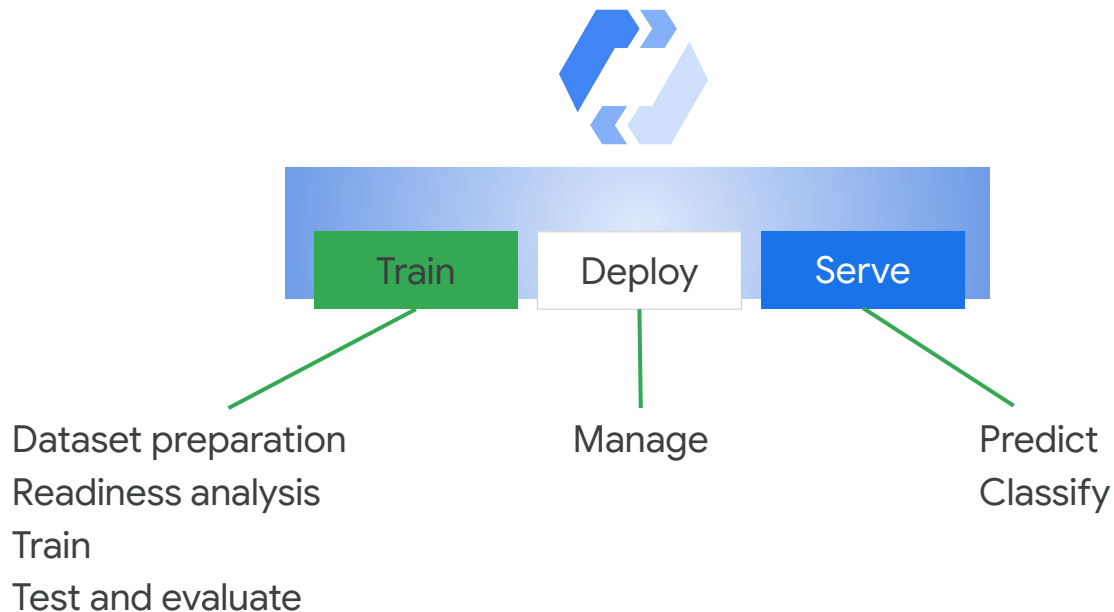 Train
Deploy
Serve
Dataset preparation
Readiness analysis
Train
Test and evaluate
Manage
Predict
Classify